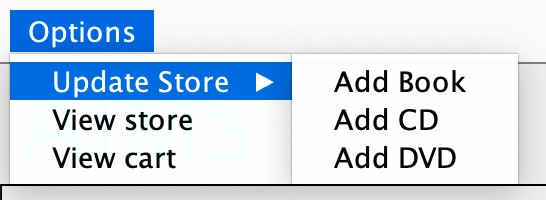 Options
Update Store
View store
View cart
Add Book
Add CD
Add DVD